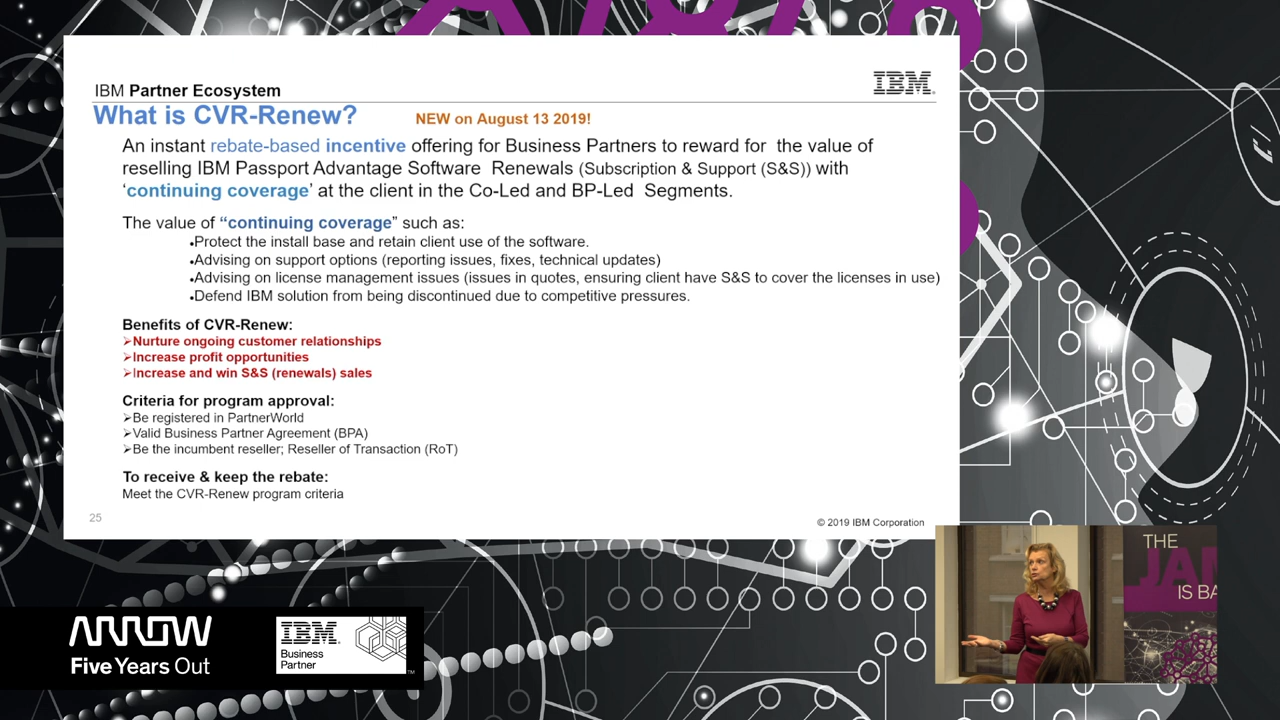 IBM Partner Ecosystem
IBM
What is CVR-Renew?
NEW on August 13 2019!
An instant rebate-based incentive offering for Business Partners to reward for the value of
reselling IBM Passport Advantage Software Renewals (Subscription & Support (S&S)) with
‘continuing coverage’ at the client in the Co-Led and BP-Led Segments.
The value of “continuing coverage” such as:
•Protect the install base and retain client use of the software.
•Advising on support options (reporting issues, fixes, technical updates)
•Advising on license management issues (issues in quotes, ensuring client have S&S to cover the licenses in use)
•Defend IBM solution from being discontinued due to competitive pressures.
Benefits of CVR-Renew:
➢Nurture ongoing customer relationships
➢Increase profit opportunities
➢Increase and win S&S (renewals) sales
Criteria for program approval:
➢Be registered in PartnerWorld
➢Valid Business Partner Agreement (BPA)
➢Be the incumbent reseller; Reseller of Transaction (RoT)
To receive & keep the rebate:
Meet the CVR-Renew program criteria
25
© 2019 IBM Corporation
THE
JAM
IS BA
ARROW
Five Years Out
IBM
Business
Partner
TM